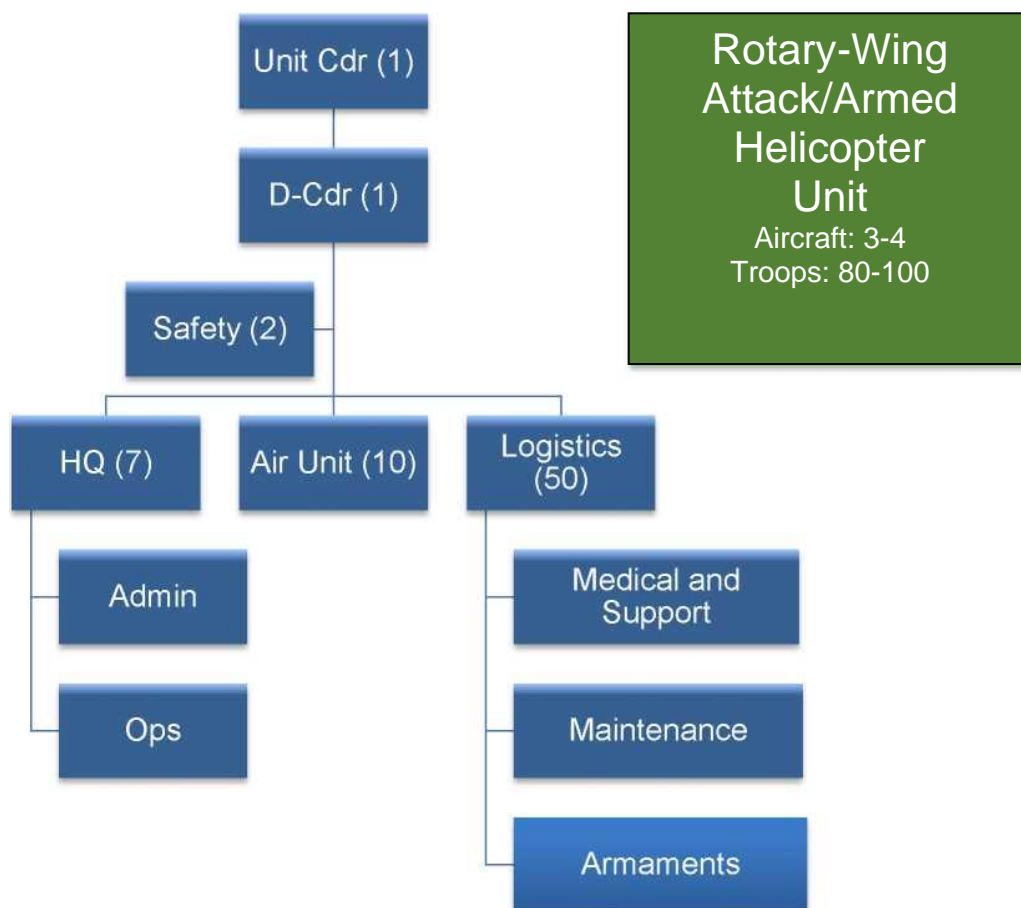 Unit Cdr (1)
Rotary-Wing
Attack/Armed
Helicopter
Unit
Aircraft: 3-4
Troops: 80-100
D-Cdr (1)
Safety (2)
HQ (7)
Air Unit (10)
Logistics
(50)
Admin
Ops
Medical and
Support
Maintenance
Armaments